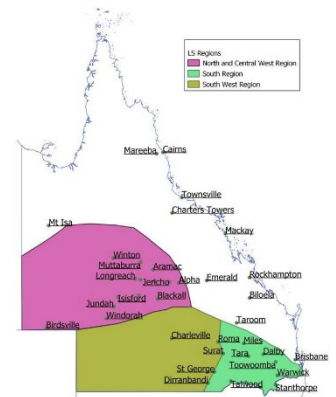 LS Regions
North and Central West Region
South Region
South West Region
Mareeba Cairns
Townsville
Charters Towers
Mt Isa
Mackay
Winton
Muttaburra Aramac
Longreach Jericho Alpha Emerald Rockhampton
Isisford Blackall Biloela
Jundah
Windorah
Birdsville Taroom
Charleville Roma Miles
Surat Tara Dalby Brisbane
St George Toowoomba
Dirranbandi Warwick
Talwood Stanthorpe